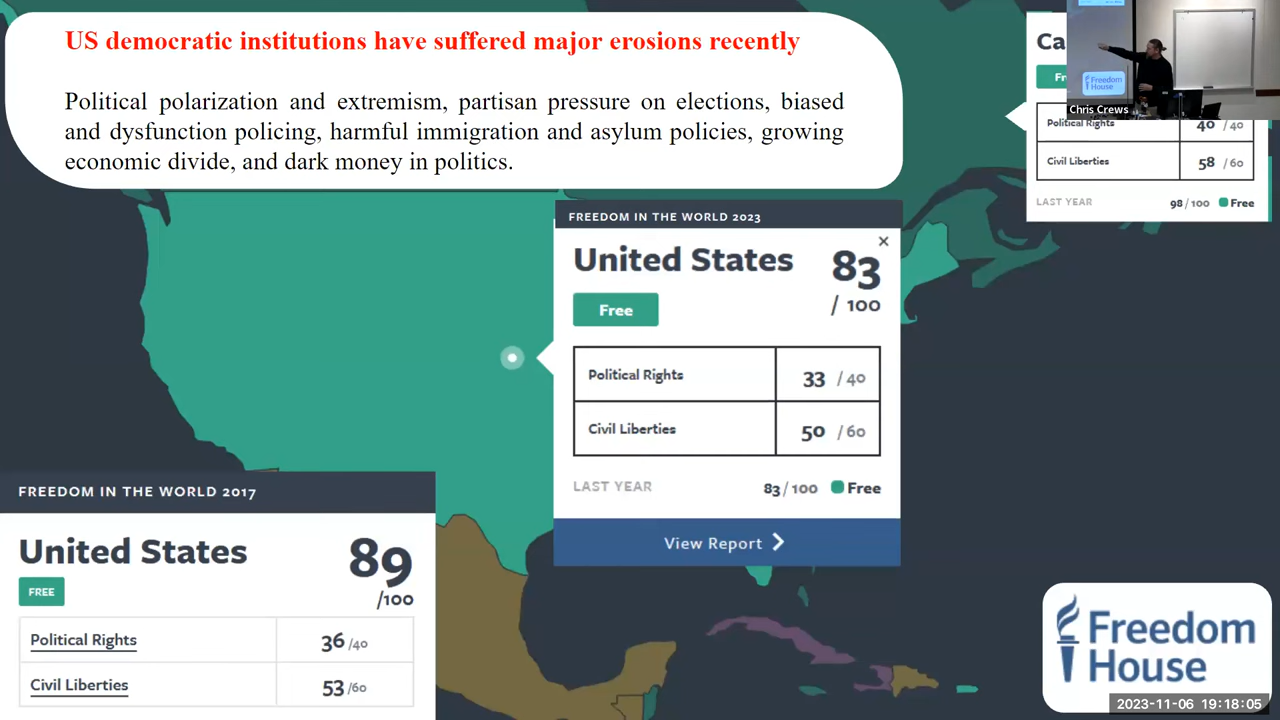 US democratic institutions have suffered major erosions recently
Political polarization and extremism, partisan pressure on elections, biased
and dysfunction policing, harmful immigration and asylum policies, growing
economic divide, and dark money in politics.
Ca
Freedom
House
Chris Crews
Political Rights 40 / 40
Civil Liberties 58 / 60
LAST YEAR 98 / 100 Free
FREEDOM IN THE WORLD 2023
×
United States 83
/ 100
Free
Political Rights 33 / 40
Civil Liberties 50 / 60
LAST YEAR 83 / 100 Free
View Report
FREEDOM IN THE WORLD 2017
United States 89
/100
FREE
Political Rights 36 /40
Civil Liberties 53 /60
Freedom
House
2023-11-06 19:18:05